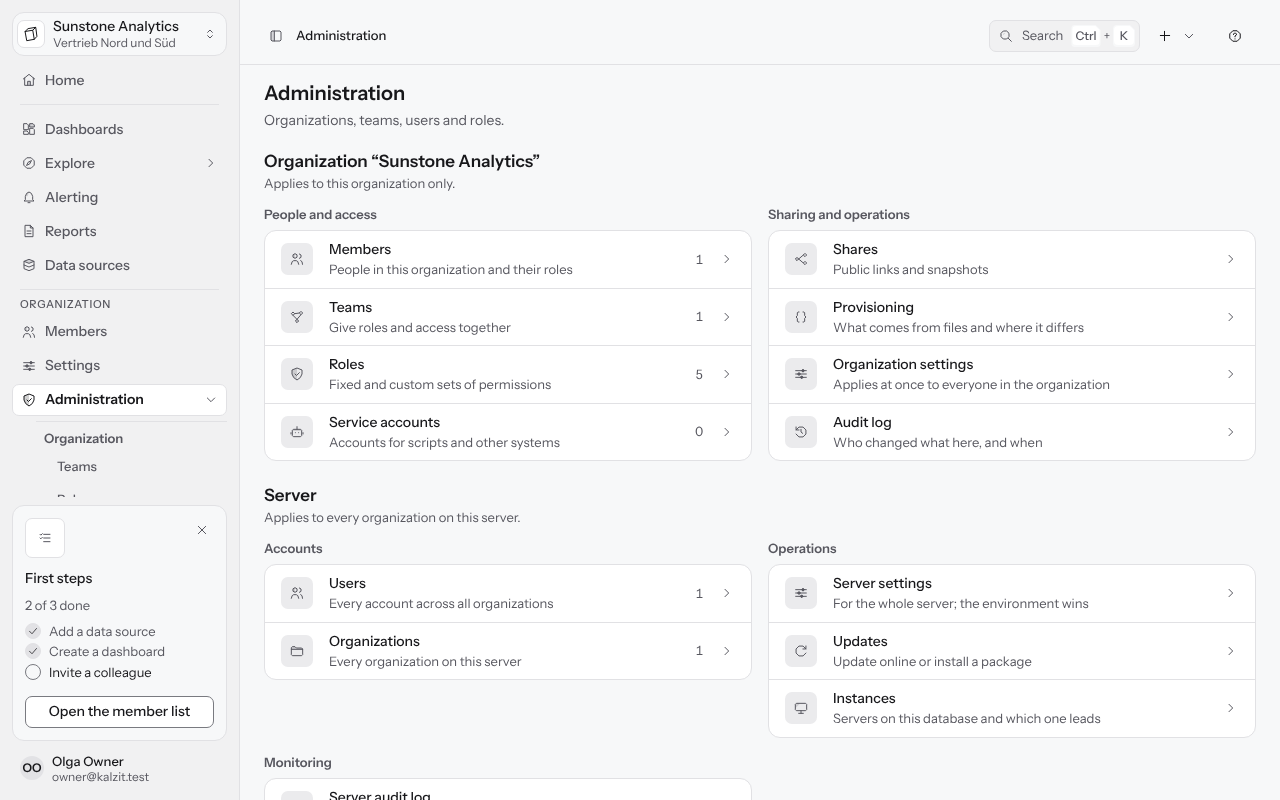 Sunstone Analytics
Vertrieb Nord und Süd
Home
Dashboards
Explore
Alerting
Reports
Data sources
ORGANIZATION
Members
Settings
Administration
Organization
Teams
First steps
2 of 3 done
Add a data source
Create a dashboard
Invite a colleague
Open the member list
OO
Olga Owner
owner@kalzit.test
Administration
Search Ctrl + K
Administration
Organizations, teams, users and roles.
Organization “Sunstone Analytics”
Applies to this organization only.
People and access
Members
People in this organization and their roles
1
Teams
Give roles and access together
1
Roles
Fixed and custom sets of permissions
5
Service accounts
Accounts for scripts and other systems
0
Sharing and operations
Shares
Public links and snapshots
Provisioning
What comes from files and where it differs
Organization settings
Applies at once to everyone in the organization
Audit log
Who changed what here, and when
Server
Applies to every organization on this server.
Accounts
Users
Every account across all organizations
1
Organizations
Every organization on this server
1
Operations
Server settings
For the whole server; the environment wins
Updates
Update online or install a package
Instances
Servers on this database and which one leads
Monitoring
Server audit log